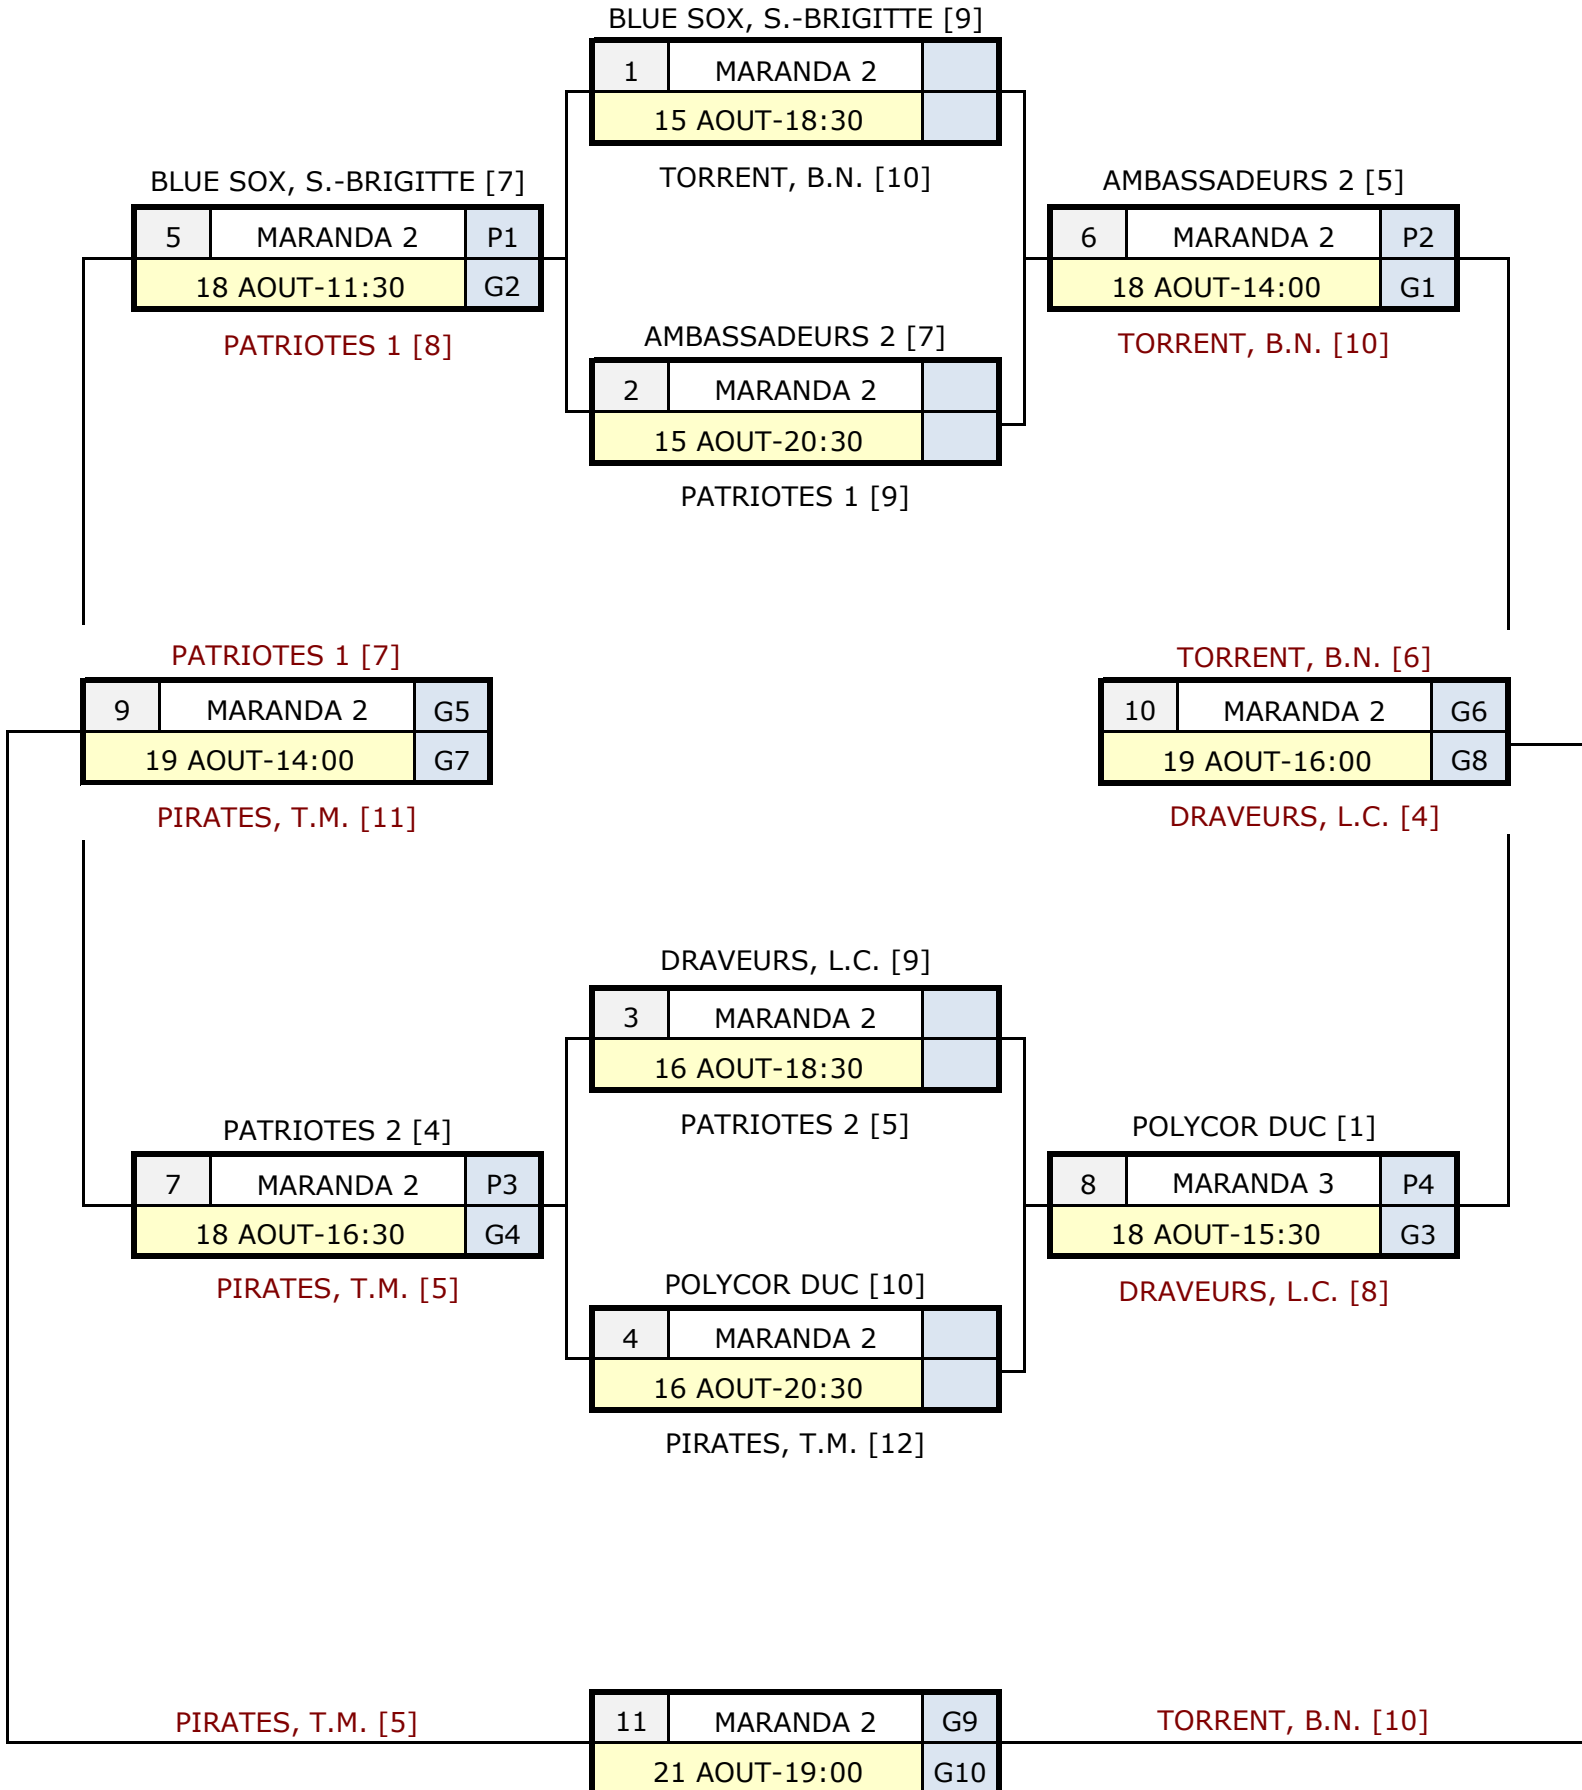 BLUE SOX, S.-BRIGITTE [9]
1 MARANDA 2
15 AOUT-18:30
TORRENT, B.N. [10]
BLUE SOX, S.-BRIGITTE [7]
5 MARANDA 2 P1
18 AOUT-11:30 G2
PATRIOTES 1 [8]
AMBASSADEURS 2 [5]
6 MARANDA 2 P2
18 AOUT-14:00 G1
TORRENT, B.N. [10]
AMBASSADEURS 2 [7]
2 MARANDA 2
15 AOUT-20:30
PATRIOTES 1 [9]
PATRIOTES 1 [7]
9 MARANDA 2 G5
19 AOUT-14:00 G7
PIRATES, T.M. [11]
TORRENT, B.N. [6]
10 MARANDA 2 G6
19 AOUT-16:00 G8
DRAVEURS, L.C. [4]
DRAVEURS, L.C. [9]
3 MARANDA 2
16 AOUT-18:30
PATRIOTES 2 [5]
PATRIOTES 2 [4]
7 MARANDA 2 P3
18 AOUT-16:30 G4
PIRATES, T.M. [5]
POLYCOR DUC [1]
8 MARANDA 3 P4
18 AOUT-15:30 G3
DRAVEURS, L.C. [8]
POLYCOR DUC [10]
4 MARANDA 2
16 AOUT-20:30
PIRATES, T.M. [12]
PIRATES, T.M. [5]
11 MARANDA 2 G9
21 AOUT-19:00 G10
TORRENT, B.N. [10]